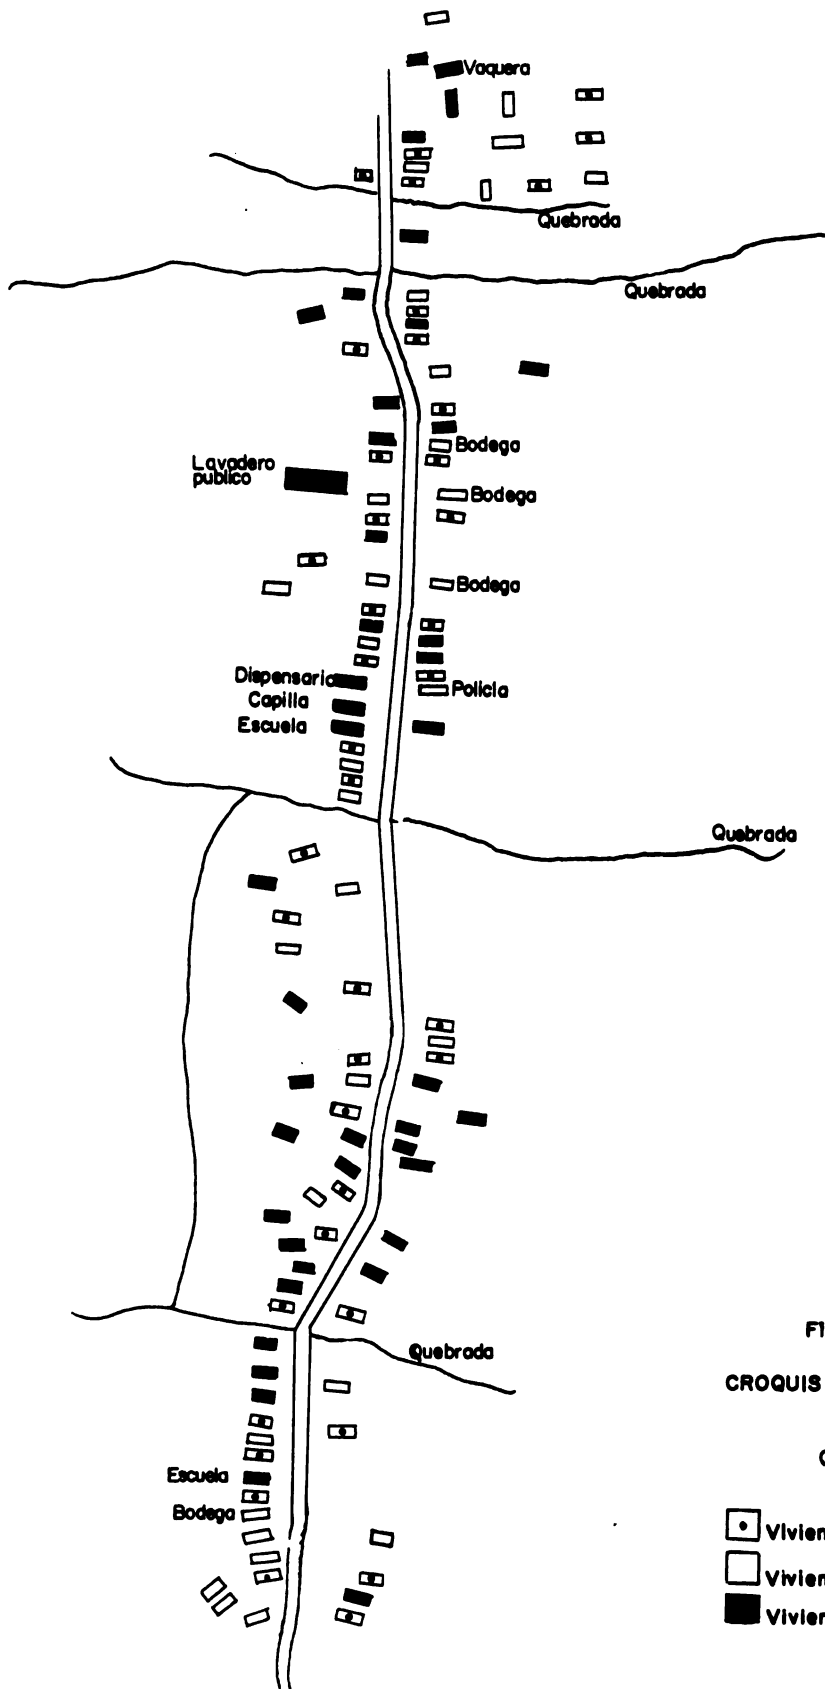 Vaquera
Quebrada
Quebrada
Bodega
Lavadero
publico
Bodega
Bodega
Dispensario
Capilla
Policia
Escuela
Quebrada
Quebrada
CROQUIS
Escuela
Bodega